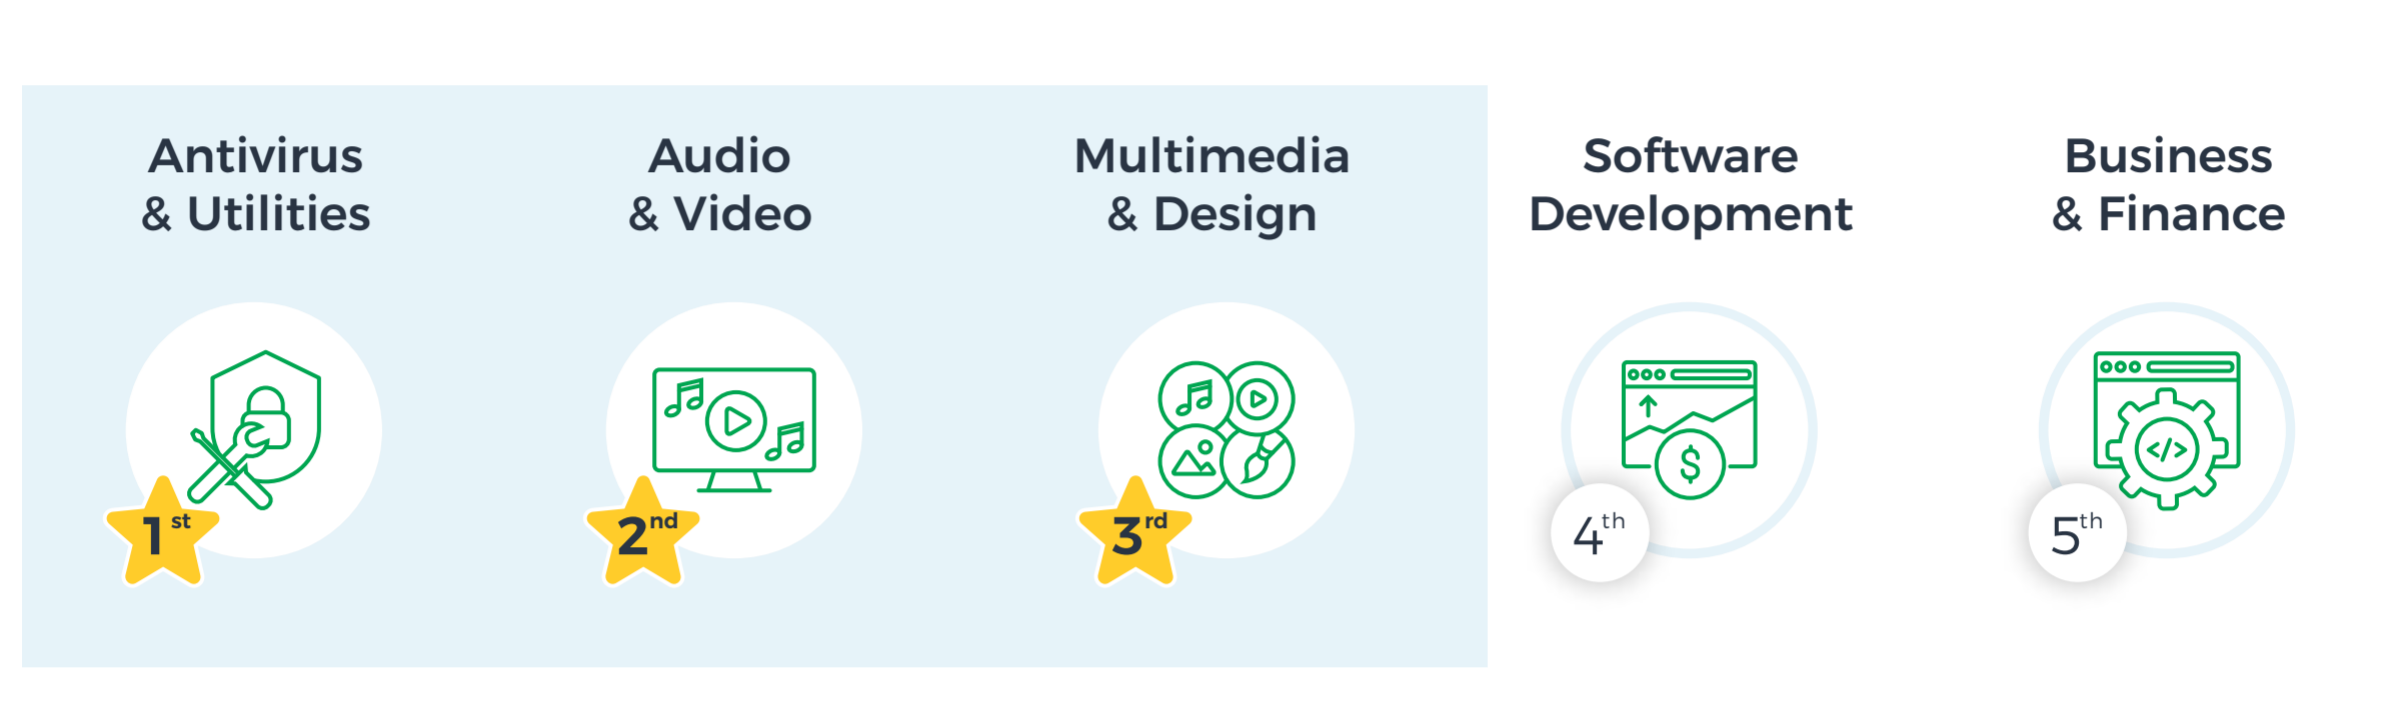 Antivirus
& Utilities
Audio
& Video
Multimedia
& Design
Software
Development
Business
& Finance
1st
2nd
3rd
$
4th
</>
5th